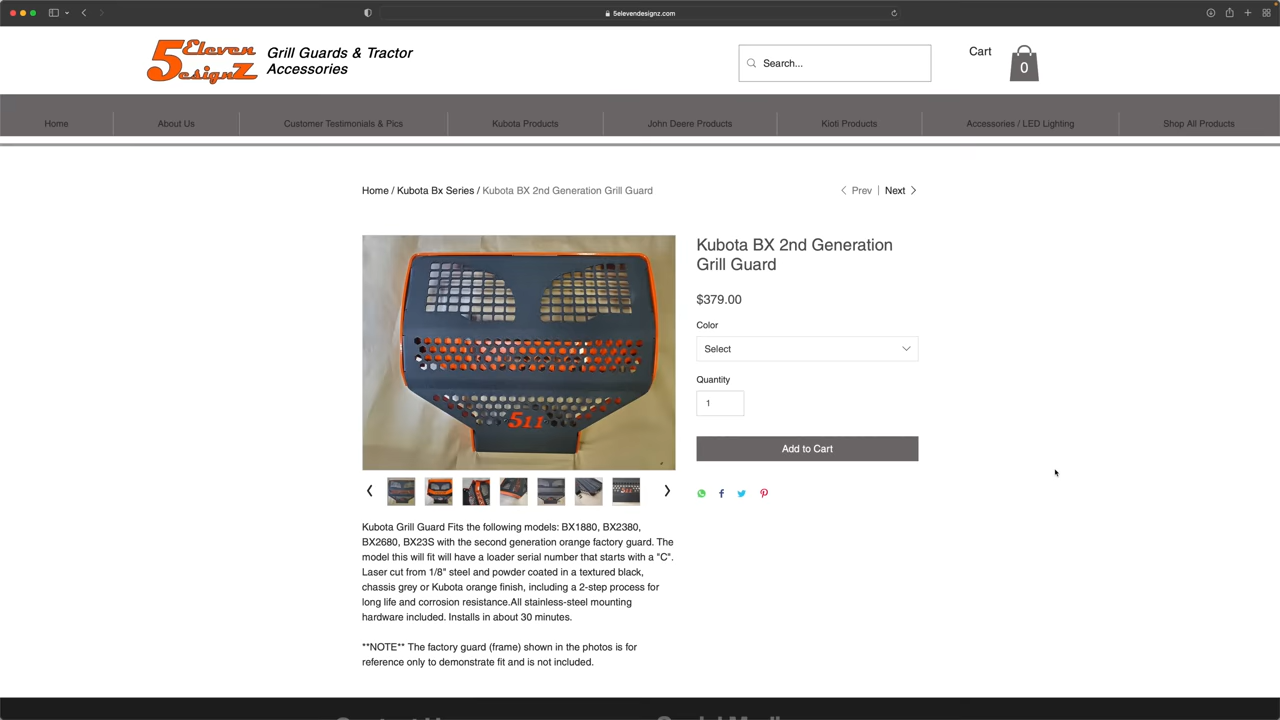 5elevendesignz.com
5 Eleven DesignZ
Grill Guards & Tractor
Accessories
Search...
Cart
0
Home
About Us
Customer Testimonials & Pics
Kubota Products
John Deere Products
Kioti Products
Accessories / LED Lighting
Shop All Products
Home / Kubota Bx Series / Kubota BX 2nd Generation Grill Guard
Prev | Next
511
Kubota BX 2nd Generation
Grill Guard
$379.00
Color
Select
Quantity
1
Add to Cart
Kubota Grill Guard Fits the following models: BX1880, BX2380,
BX2680, BX23S with the second generation orange factory guard. The
model this will fit will have a loader serial number that starts with a "C".
Laser cut from 1/8" steel and powder coated in a textured black,
chassis grey or Kubota orange finish, including a 2-step process for
long life and corrosion resistance.All stainless-steel mounting
hardware included. Installs in about 30 minutes.
**NOTE** The factory guard (frame) shown in the photos is for
reference only to demonstrate fit and is not included.